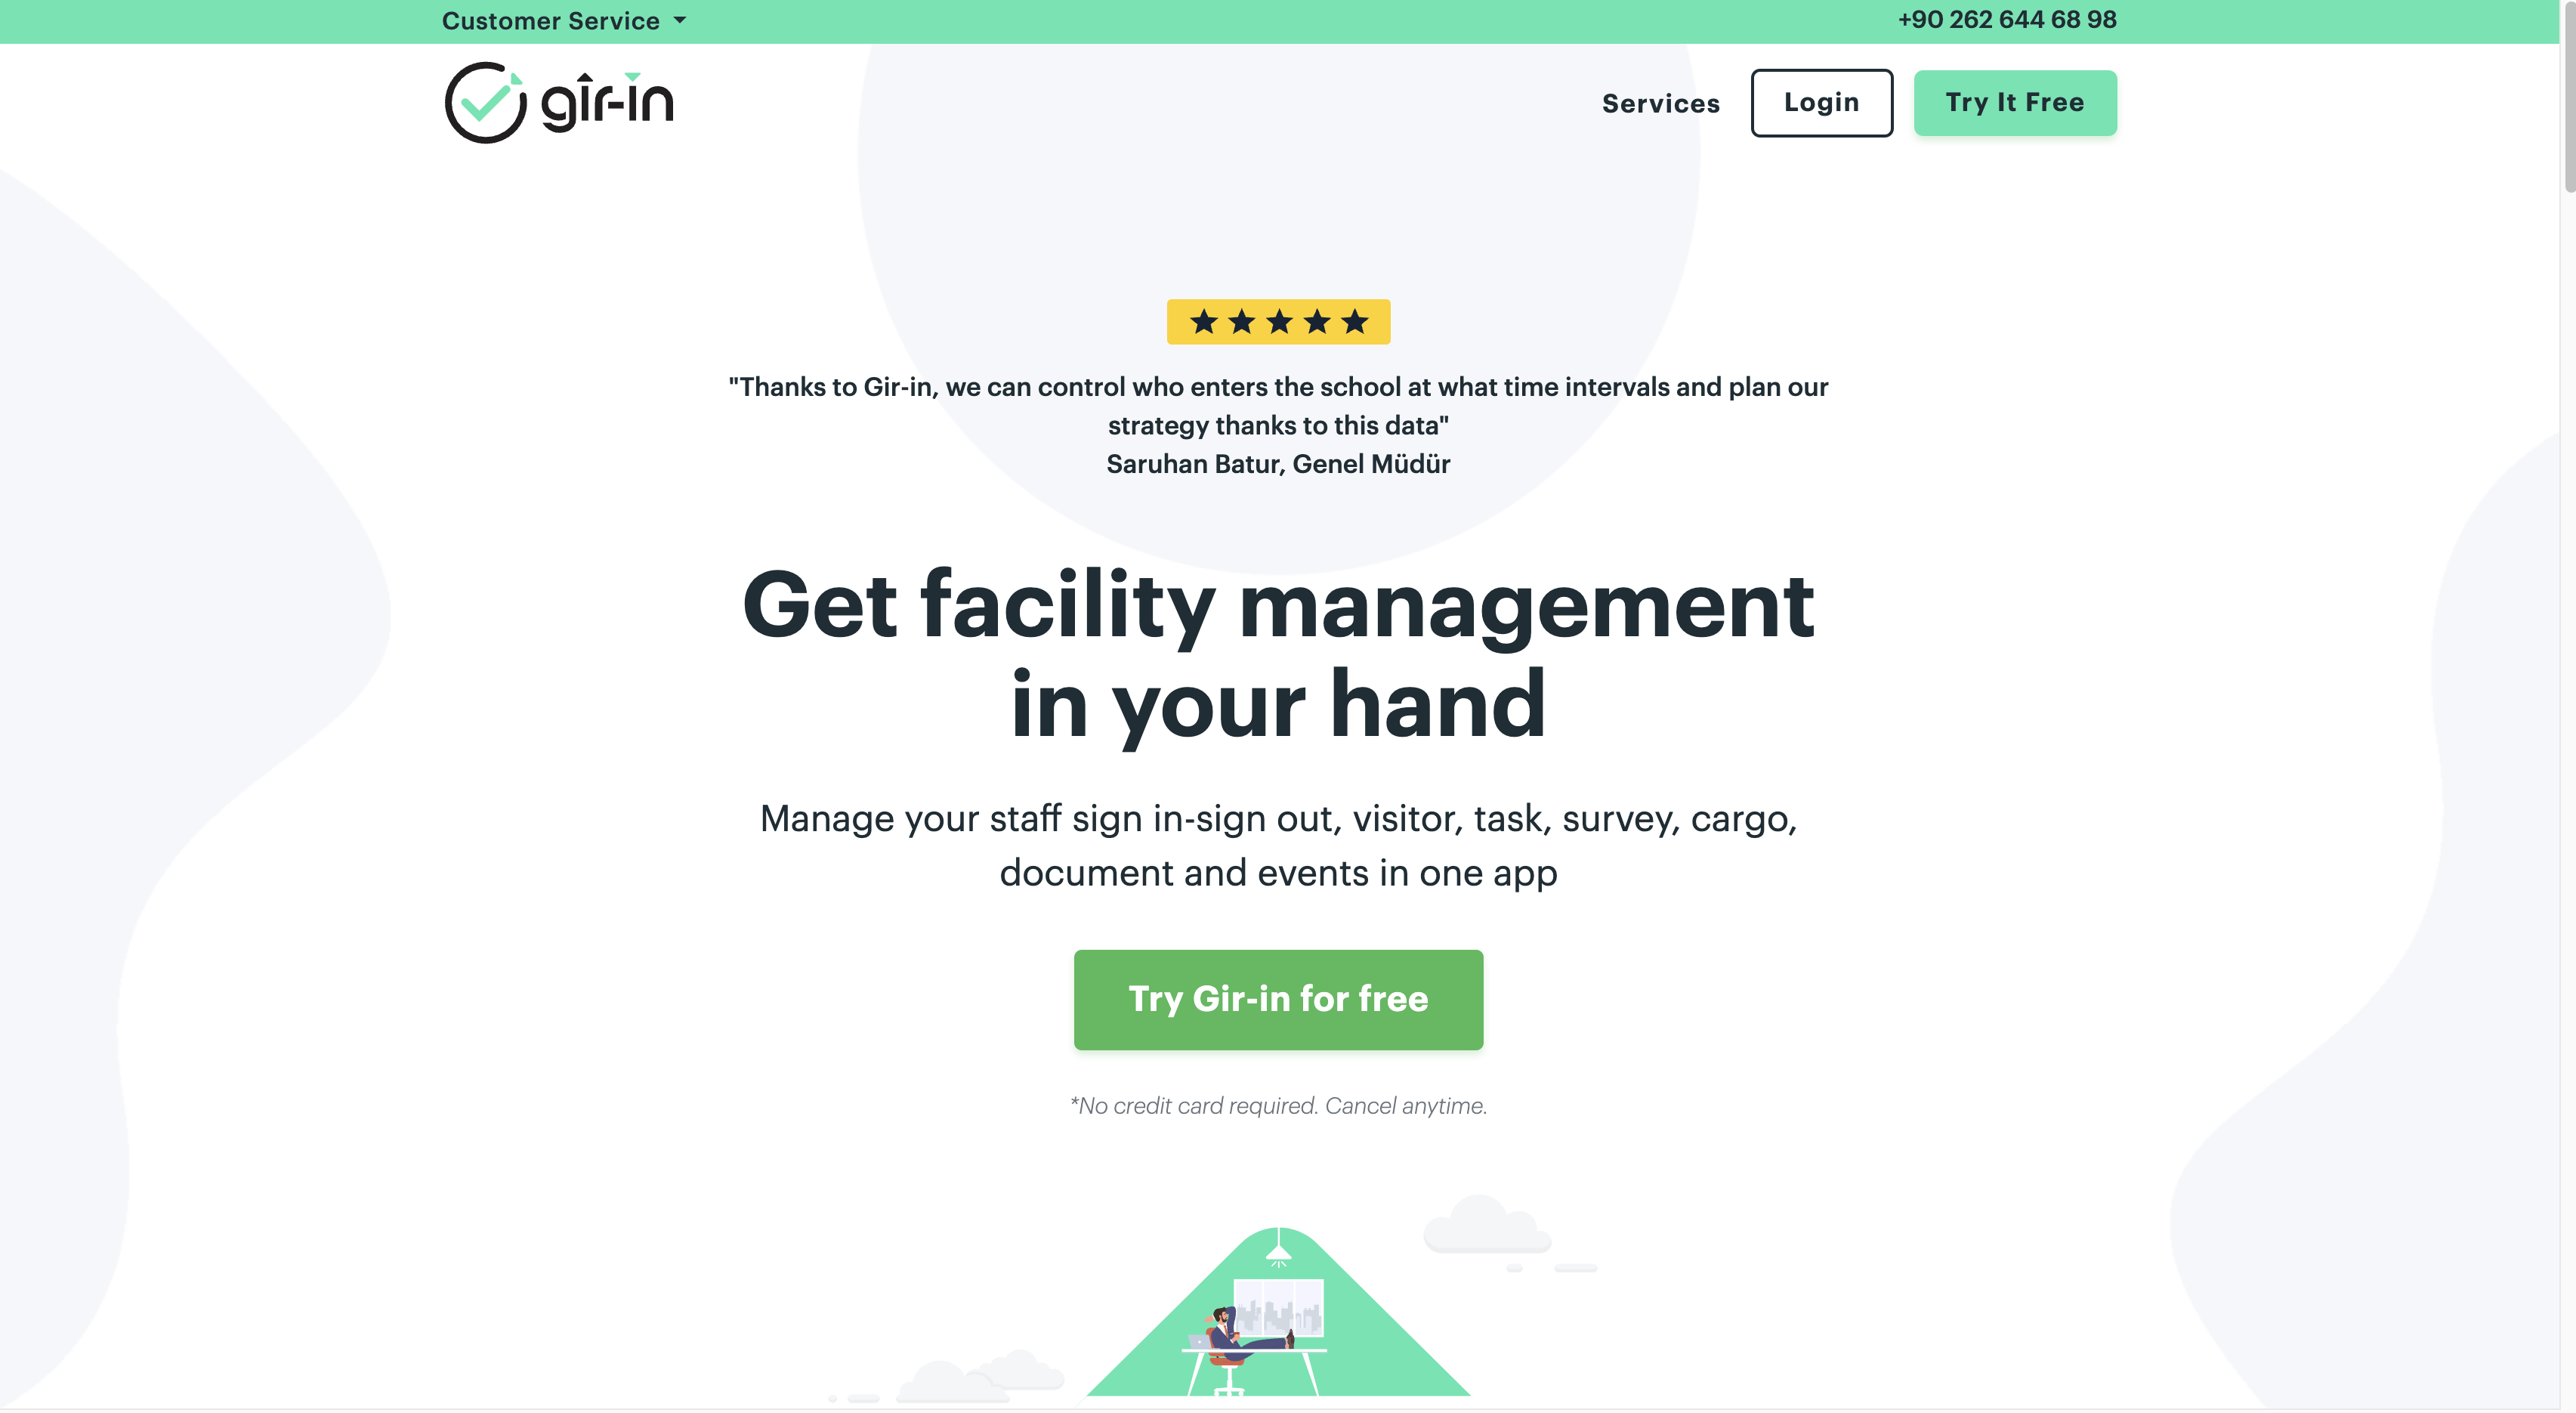 Customer Service
+90 262 644 68 98
gir-in
Services
Login
Try It Free
"Thanks to Gir-in, we can control who enters the school at what time intervals and plan our
strategy thanks to this data"
Saruhan Batur, Genel Müdür
Get facility management
in your hand
Manage your staff sign in-sign out, visitor, task, survey, cargo,
document and events in one app
Try Gir-in for free
*No credit card required. Cancel anytime.